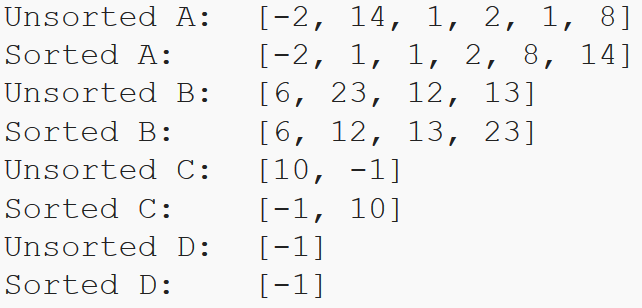 Unsorted A:  [-2, 14, 1, 2, 1, 8]
Sorted A:    [-2, 1, 1, 2, 8, 14]
Unsorted B:  [6, 23, 12, 13]
Sorted B:    [6, 12, 13, 23]
Unsorted C:  [10, -1]
Sorted C:    [-1, 10]
Unsorted D:  [-1]
Sorted D:    [-1]